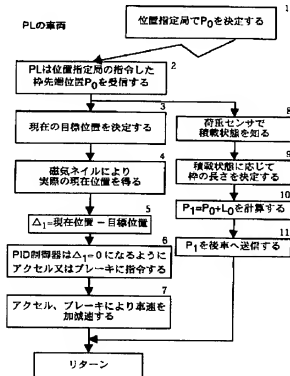 PLの車両
1
位置指定局でP₀を決定する
2
PLは位置指定局の指令した
枠先端位置P₀を受信する
3
現在の目標位置を決定する
4
磁気ネイルにより
実際の現在位置を得る
5
△₁=現在位置－目標位置
6
PID制御器は△₁=0になるように
アクセル又はブレーキに指令する
7
アクセル、ブレーキにより車速を
加減速する
8
荷重センサで
積載状態を知る
9
積載状態に応じて
枠の長さを決定する
10
P₁=P₀+L₀を計算する
11
P₁を後車へ送信する
リターン